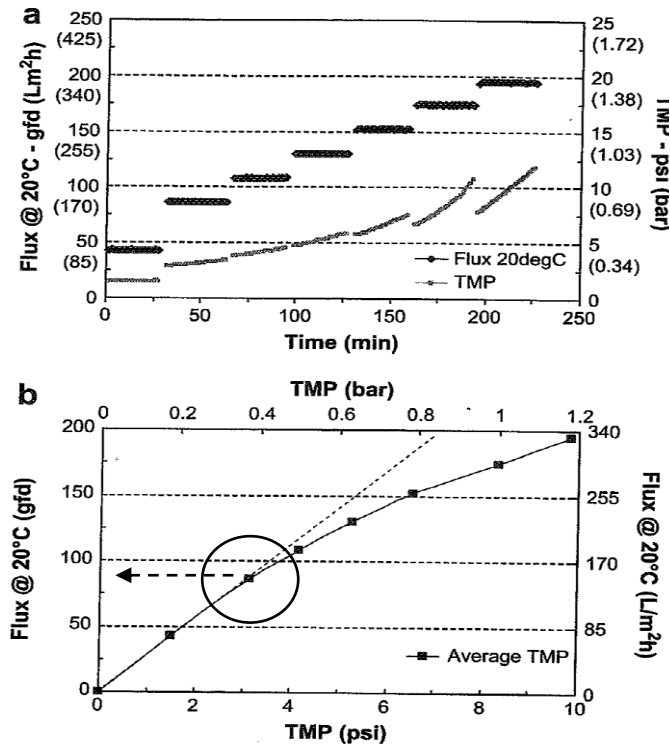 a
Flux @ 20°C - gfd (Lm²h)
250
(425)
200
(340)
150
(255)
100
(170)
50
(85)
0
25
(1.72)
20
(1.38)
15
(1.03)
10
(0.69)
5
(0.34)
0
TMP - psi (bar)
Flux 20degC
TMP
0 50 100 150 200 250
Time (min)
b
TMP (bar)
0 0.2 0.4 0.6 0.8 1 1.2
Flux @ 20°C (gfd)
200
150
100
50
0
340
255
170
85
0
Flux @ 20°C (L/m²h)
Average TMP
0 2 4 6 8 10
TMP (psi)